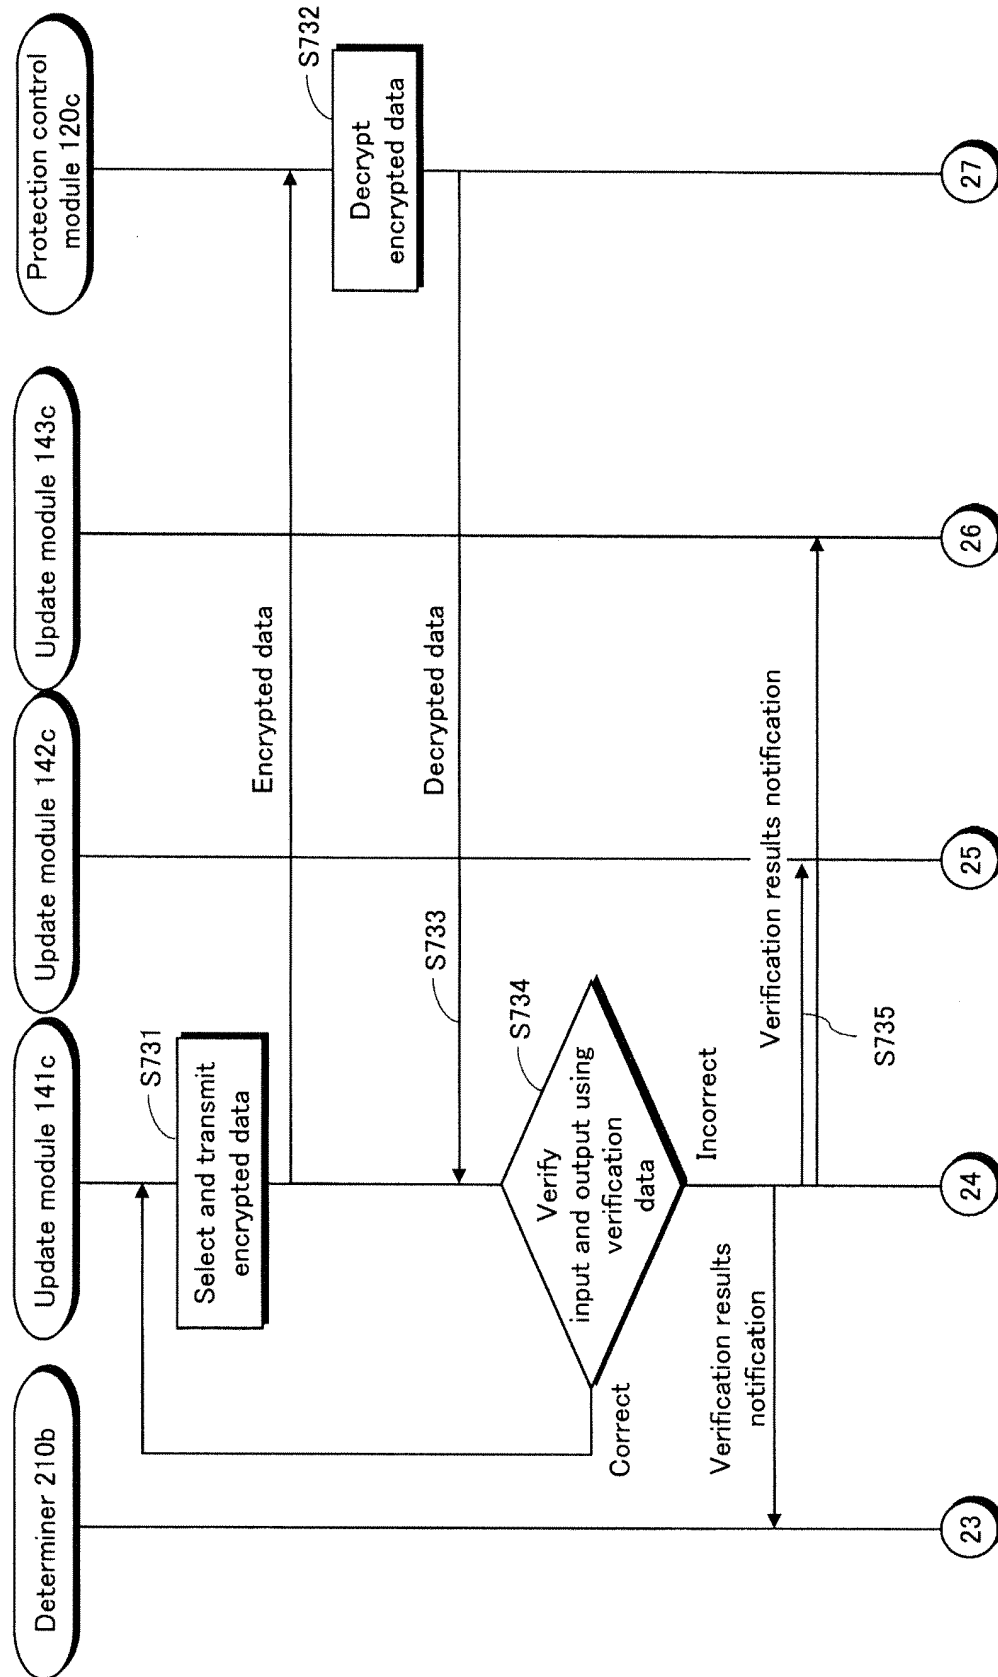 Determiner 210b
Update module 141c
Update module 142c
Update module 143c
Protection control
module 120c
S731
Select and transmit
encrypted data
Encrypted data
S732
Decrypt
encrypted data
S733
Decrypted data
S734
Verify
input and output using
verification
data
Correct
Incorrect
Verification results
notification
Verification results notification
S735
23
24
25
26
27